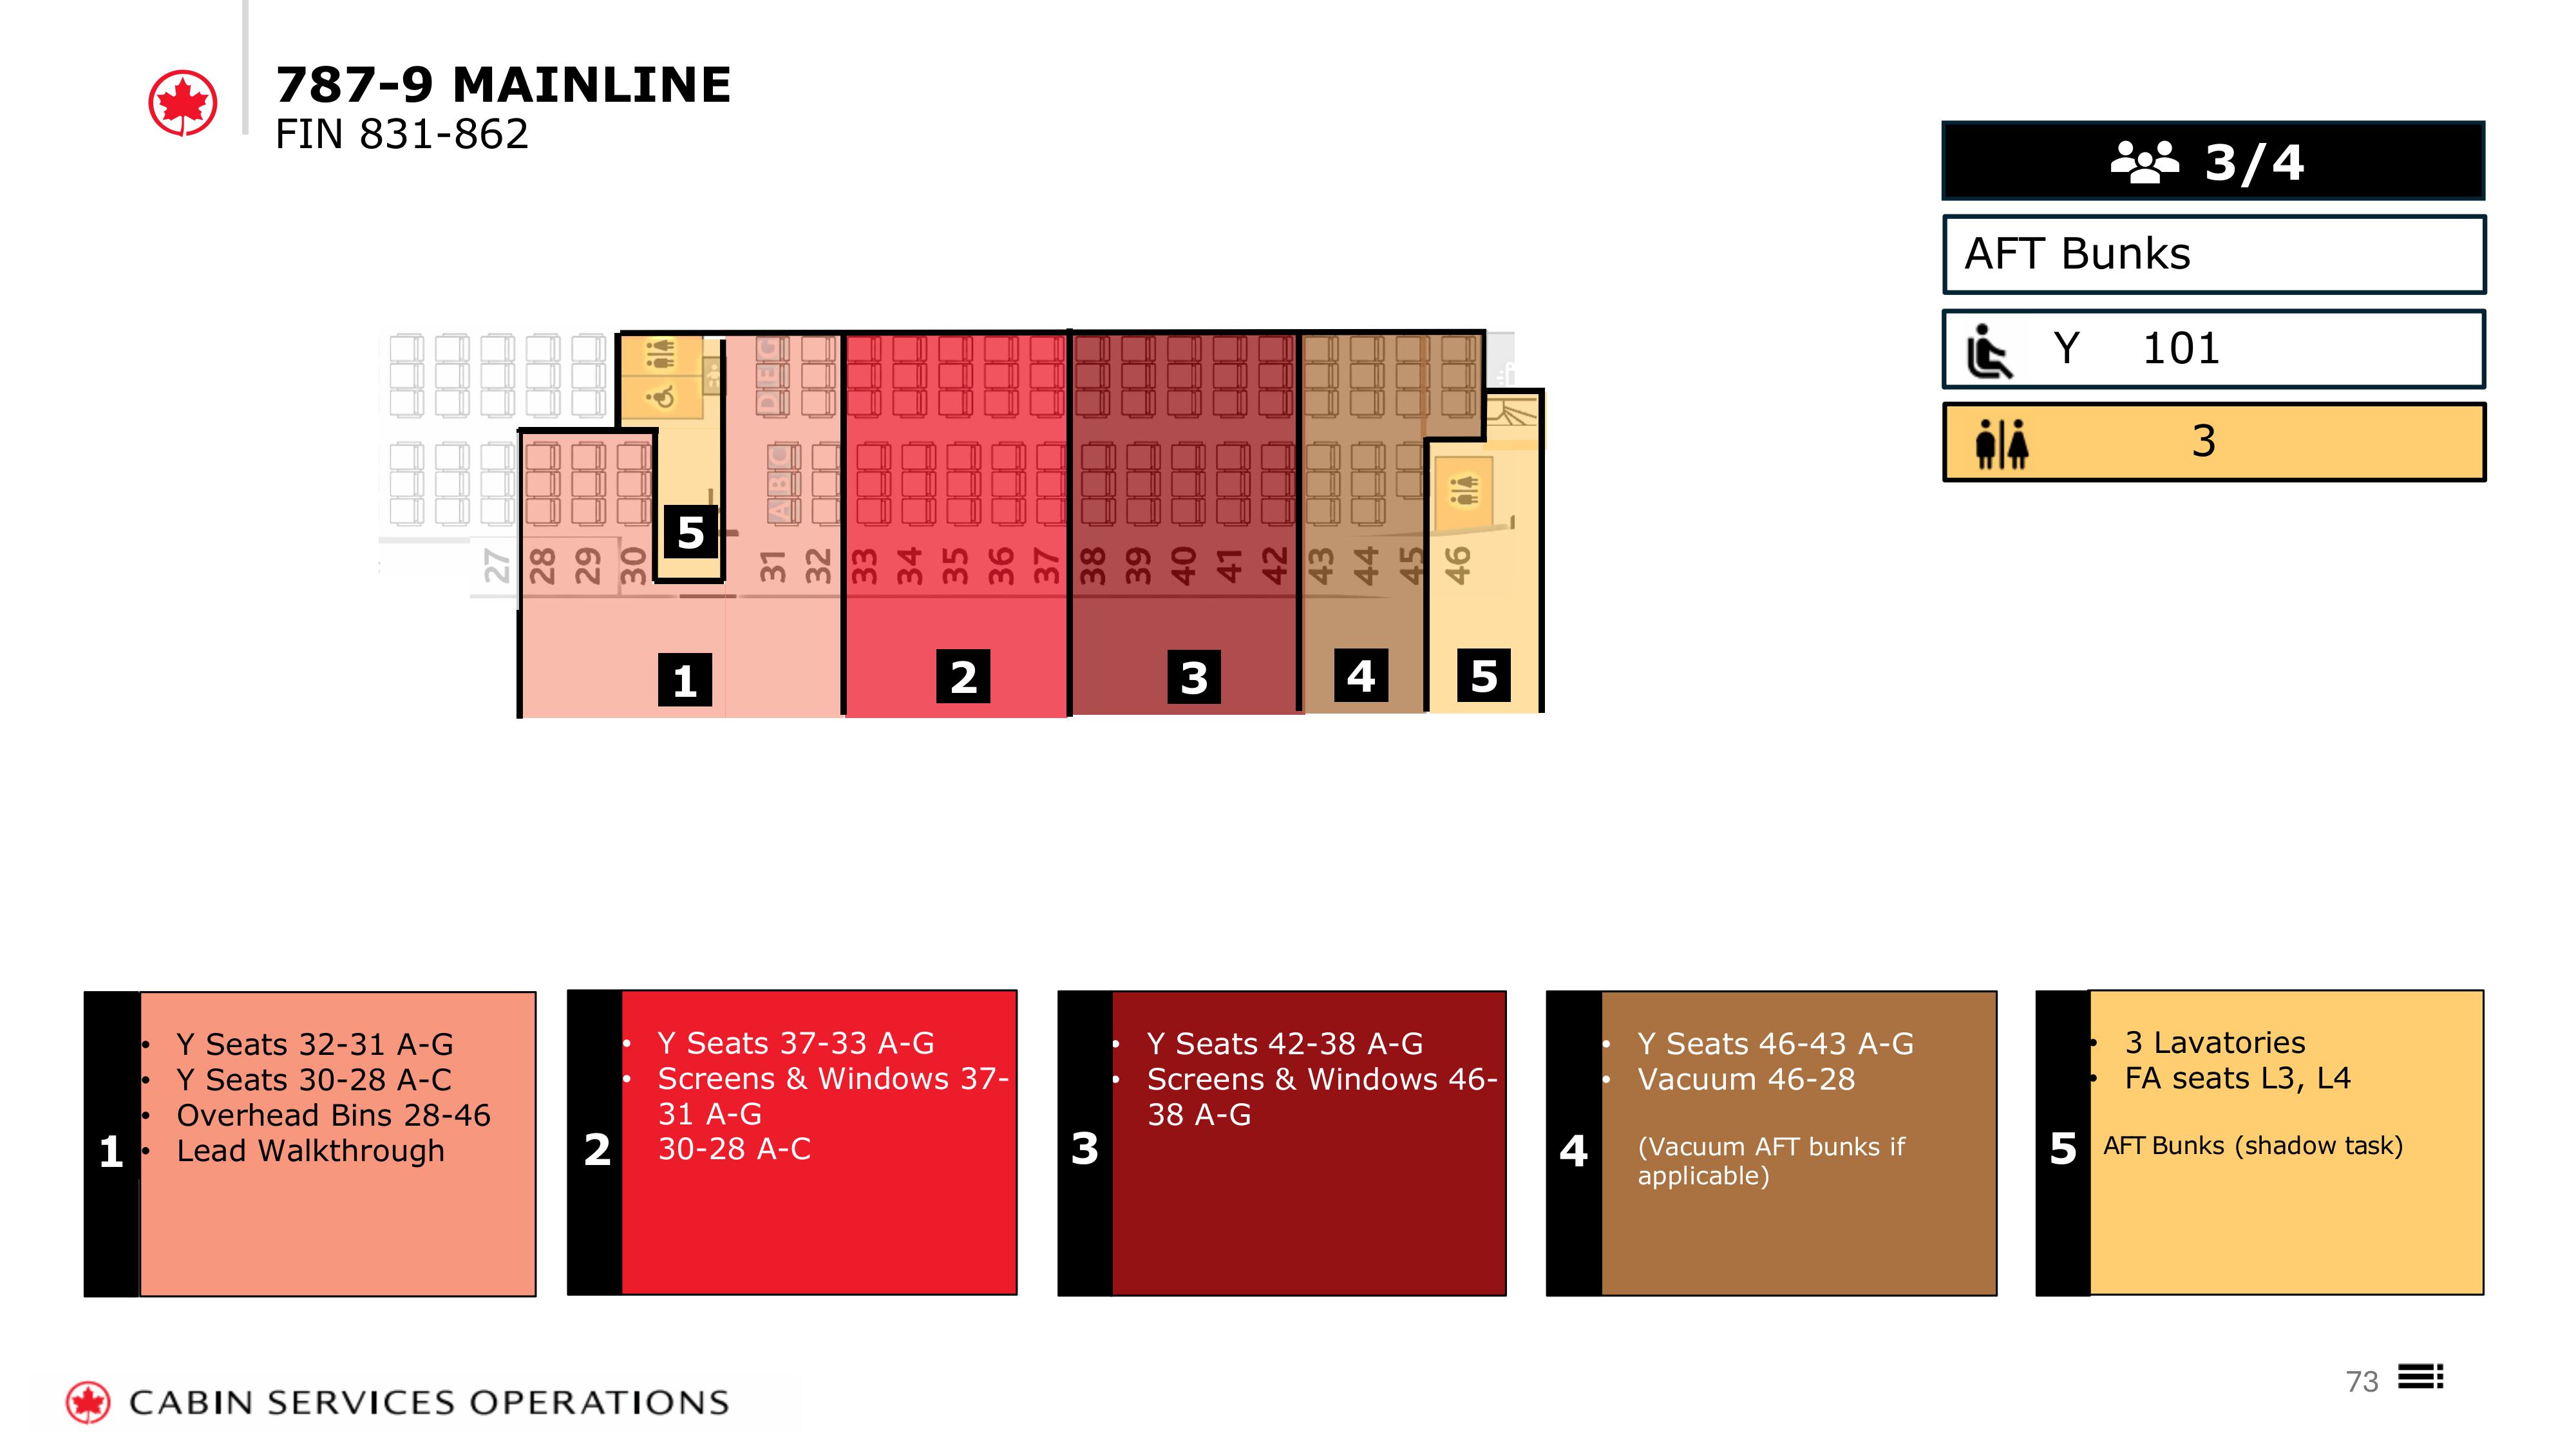 787-9 MAINLINE
FIN 831-862
3/4
AFT Bunks
Y 101
3
DEFG
ABC
5
27 28 29 30 31 32 33 34 35 36 37 38 39 40 41 42 43 44 45 46
1 2 3 4 5
1
• Y Seats 32-31 A-G
• Y Seats 30-28 A-C
• Overhead Bins 28-46
• Lead Walkthrough
2
• Y Seats 37-33 A-G
• Screens & Windows 37-
31 A-G
30-28 A-C
3
• Y Seats 42-38 A-G
• Screens & Windows 46-
38 A-G
4
• Y Seats 46-43 A-G
• Vacuum 46-28
(Vacuum AFT bunks if
applicable)
5
• 3 Lavatories
• FA seats L3, L4
AFT Bunks (shadow task)
CABIN SERVICES OPERATIONS
73